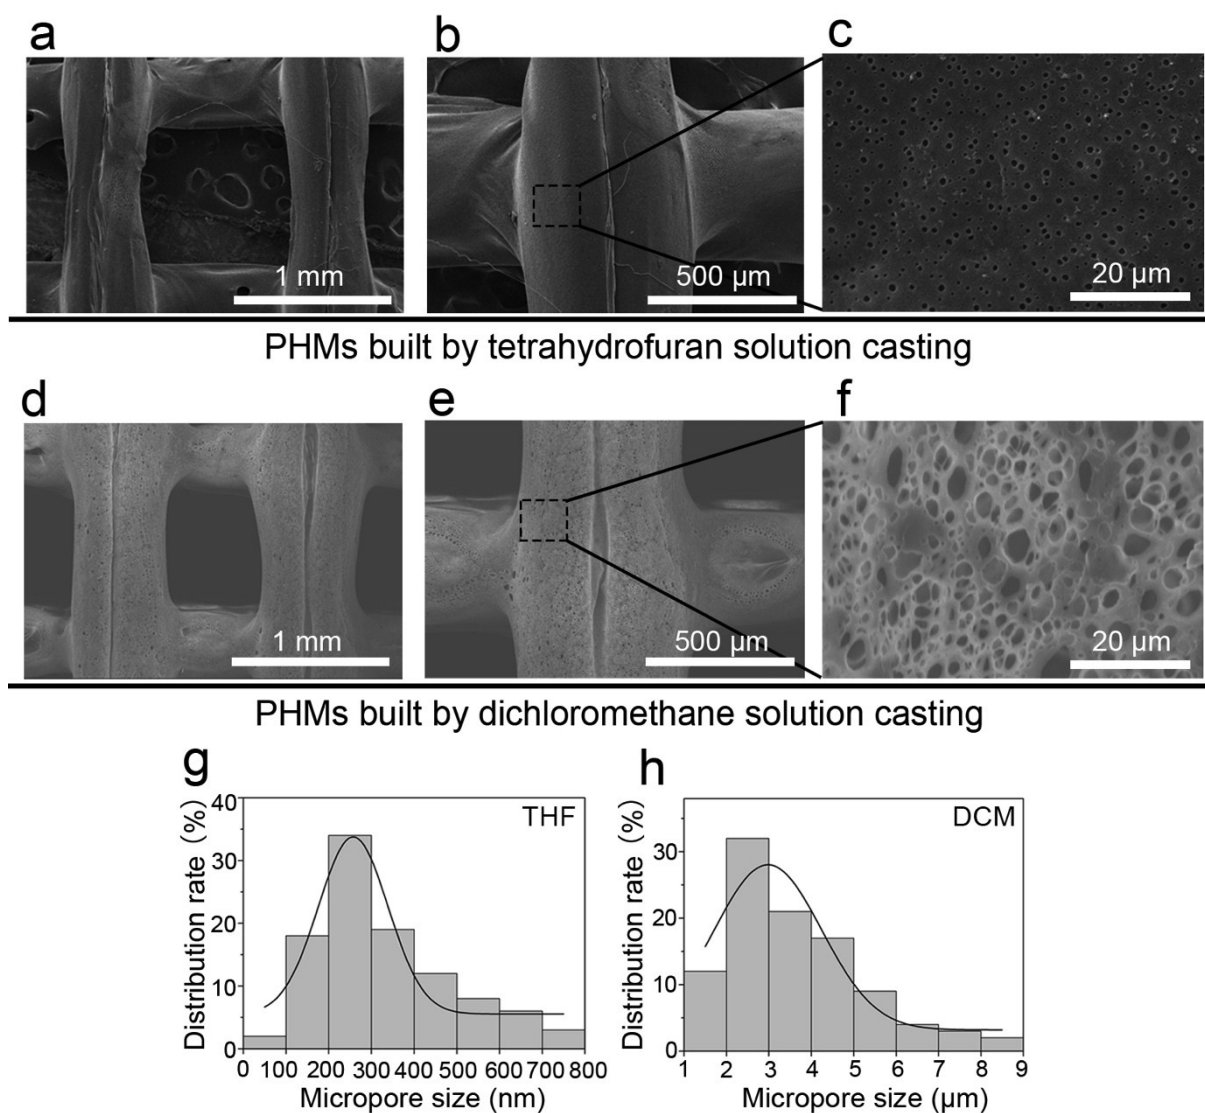 a
b
c
1 mm
500 µm
20 µm
PHMs built by tetrahydrofuran solution casting
d
e
f
1 mm
500 µm
20 µm
PHMs built by dichloromethane solution casting
g
h
THF
Distribution rate (%)
40
30
20
10
0
0 100 200 300 400 500 600 700 800
Micropore size (nm)
DCM
Distribution rate (%)
30
20
10
0
1 2 3 4 5 6 7 8 9
Micropore size (µm)